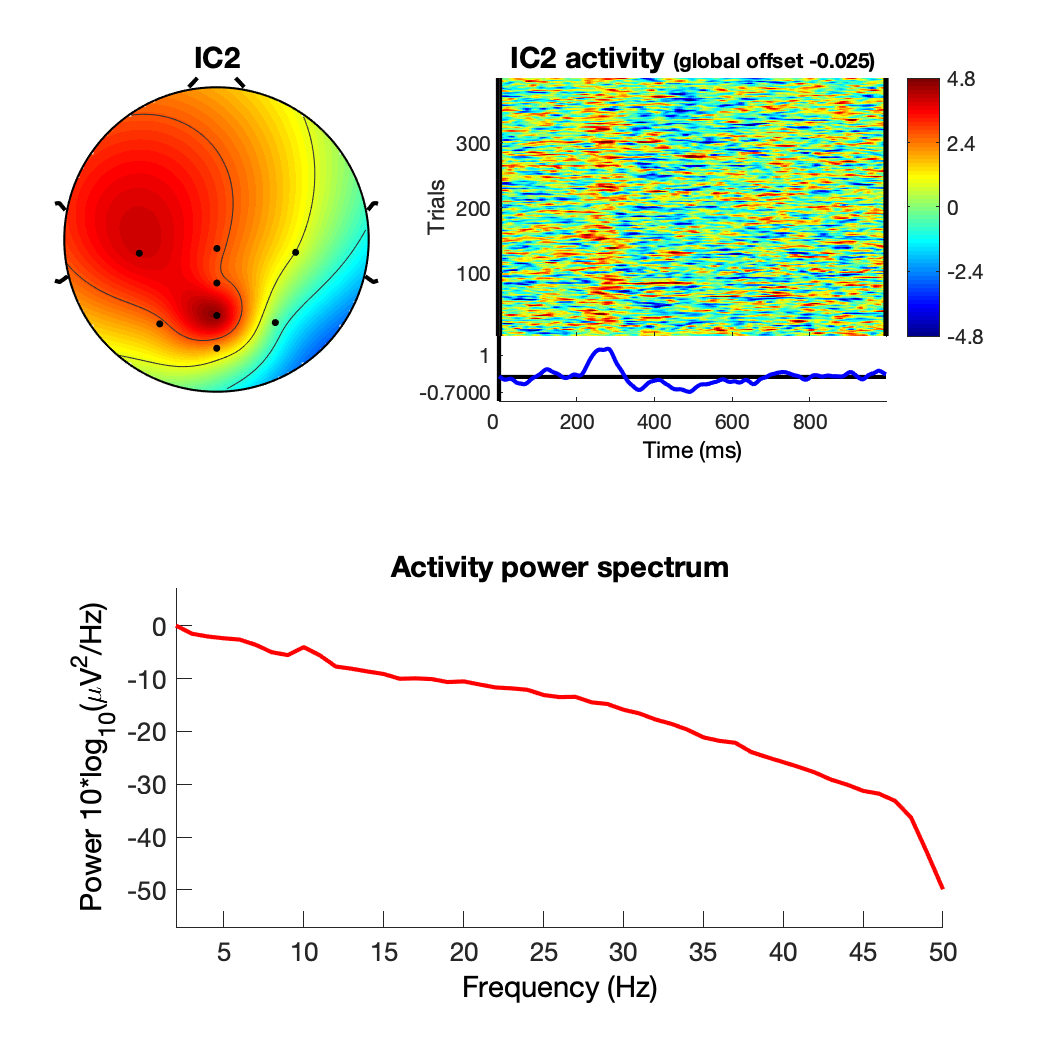 IC2
IC2 activity (global offset -0.025)
Trials
300
200
100
4.8
2.4
0
-2.4
-4.8
1
-0.7000
0 200 400 600 800
Time (ms)
Activity power spectrum
Power 10*log10(μV2/Hz)
0
-10
-20
-30
-40
-50
5 10 15 20 25 30 35 40 45 50
Frequency (Hz)